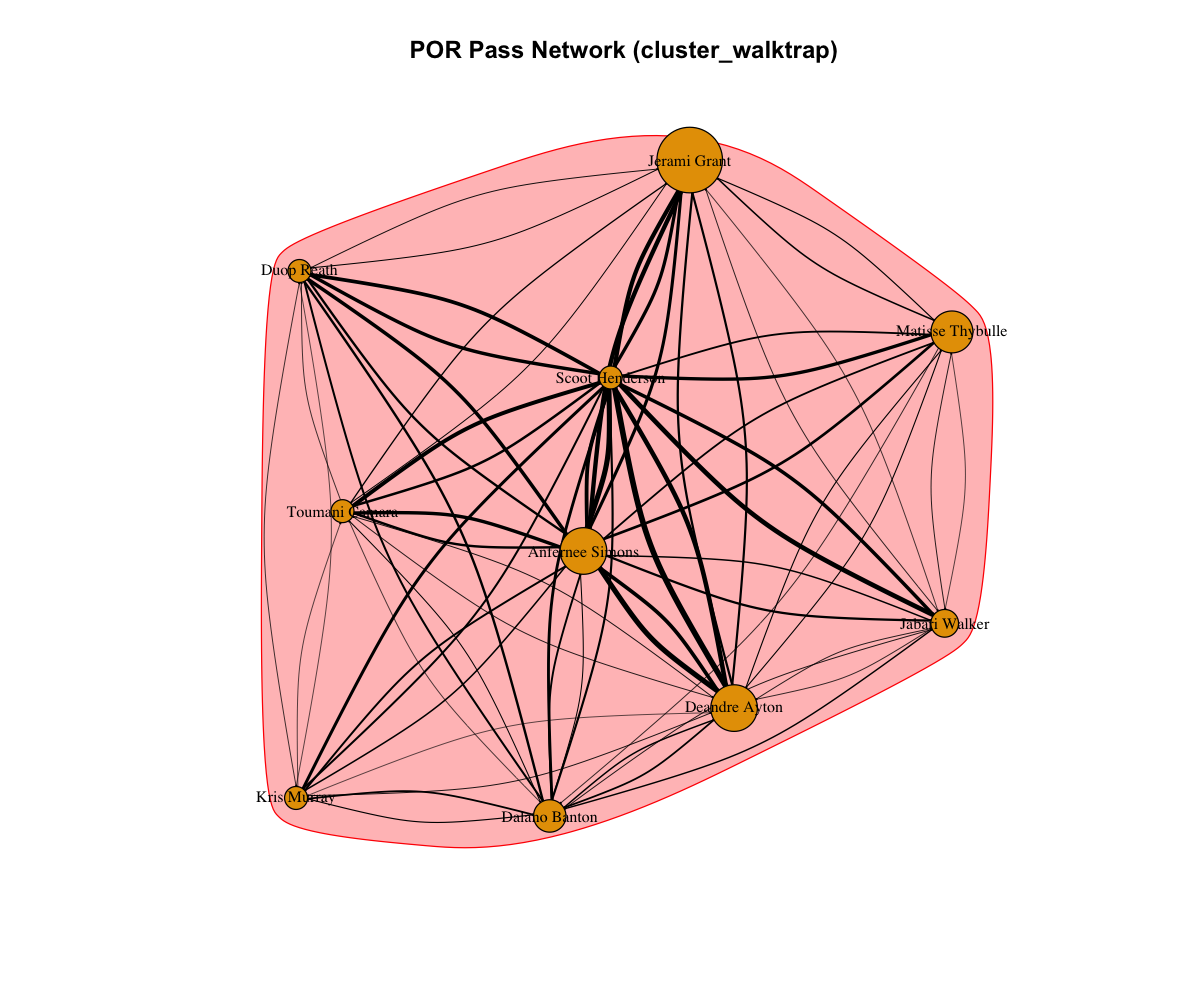 POR Pass Network (cluster_walktrap)
Jerami Grant
Duop Reath
Matisse Thybulle
Scoot Henderson
Toumani Camara
Anfernee Simons
Jabari Walker
Deandre Ayton
Kris Murray
Dalano Banton